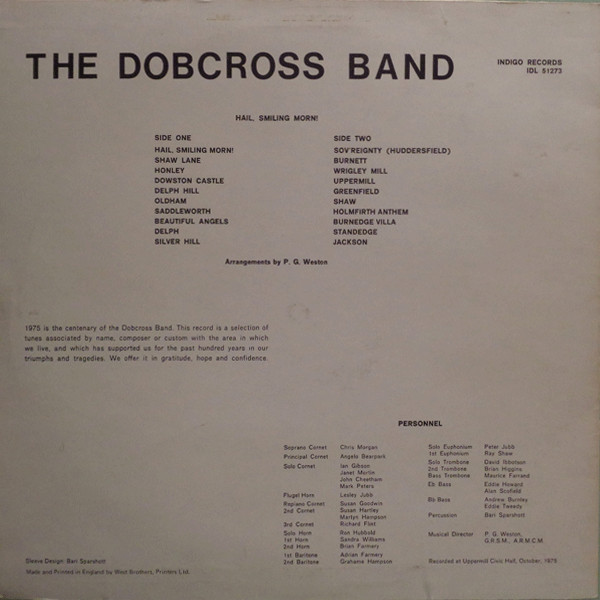 THE DOBCROSS BAND
INDIGO RECORDS
IDL 51273
HAIL, SMILING MORN!
SIDE ONE
HAIL, SMILING MORN!
SHAW LANE
HONLEY
DOWSTON CASTLE
DELPH HILL
OLDHAM
SADDLEWORTH
BEAUTIFUL ANGELS
DELPH
SILVER HILL
SIDE TWO
SOV'REIGNTY (HUDDERSFIELD)
BURNETT
WRIGLEY MILL
UPPERMILL
GREENFIELD
SHAW
HOLMFIRTH ANTHEM
BURNEDGE VILLA
STANDEDGE
JACKSON
Arrangements by P. G. Weston
1975 is the centenary of the Dobcross Band. This record is a selection of
tunes associated by name, composer or custom with the area in which
we live, and which has supported us for the past hundred years in our
triumphs and tragedies. We offer it in gratitude, hope and confidence.
PERSONNEL
Soprano Cornet Chris Morgan
Principal Cornet Angela Bearpark
Solo Cornet Ian Gibson
Janet Morlin
John Cheetham
Mark Peters
Flugel Horn Lesley Jubb
Repiano Cornet Susan Goodwin
2nd Cornet Susan Hartley
Martyn Hampson
3rd Cornet Richard Flint
Solo Horn Ron Hubbold
1st Horn Sandra Williams
2nd Horn Brian Farmery
1st Baritone Adrian Farmery
2nd Baritone Grahame Hampson
Solo Euphonium Peter Jubb
1st Euphonium Ray Shaw
Solo Trombone David Ibbotson
2nd Trombone Brian Higgins
Bass Trombone Maurice Farrand
Eb Bass Eddie Howard
Alan Scofield
Bb Bass Andrew Buntley
Eddie Tweedy
Percussion Bari Sparshott
Musical Director P. G. Weston,
G.R.S.M., A.R.M.C.M.
Sleeve Design: Bari Sparshott
Made and Printed in England by West Brothers, Printers Ltd.
Recorded at Uppermill Civic Hall, October, 1975